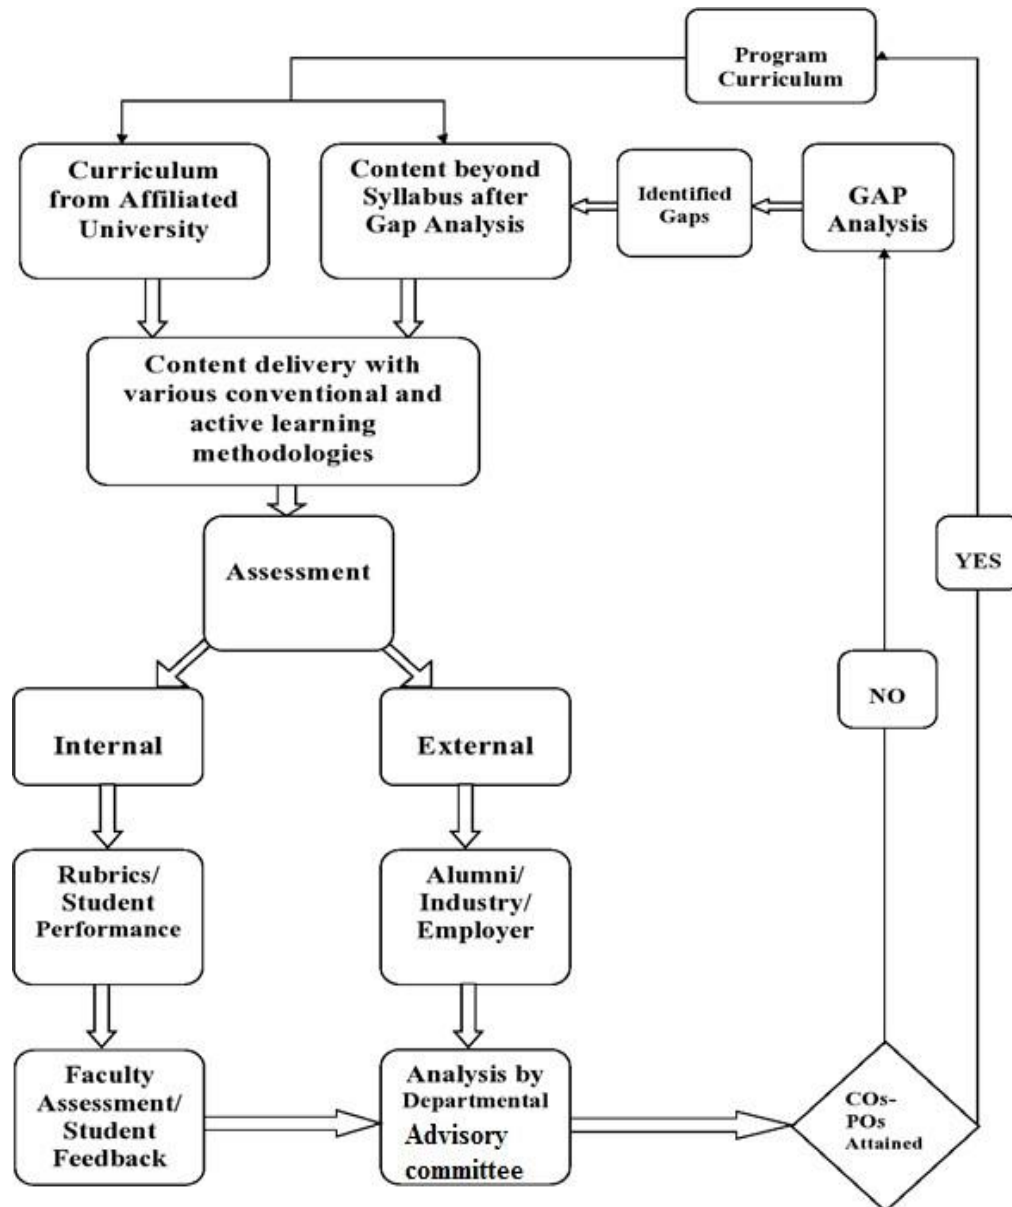 Program
Curriculum
Curriculum
from Affiliated
University
Content beyond
Syllabus after
Gap Analysis
Identified
Gaps
GAP
Analysis
Content delivery with
various conventional and
active learning
methodologies
Assessment
YES
NO
Internal
External
Rubrics/
Student
Performance
Alumni/
Industry/
Employer
Faculty
Assessment/
Student
Feedback
Analysis by
Departmental
Advisory
committee
COs-
POs
Attained